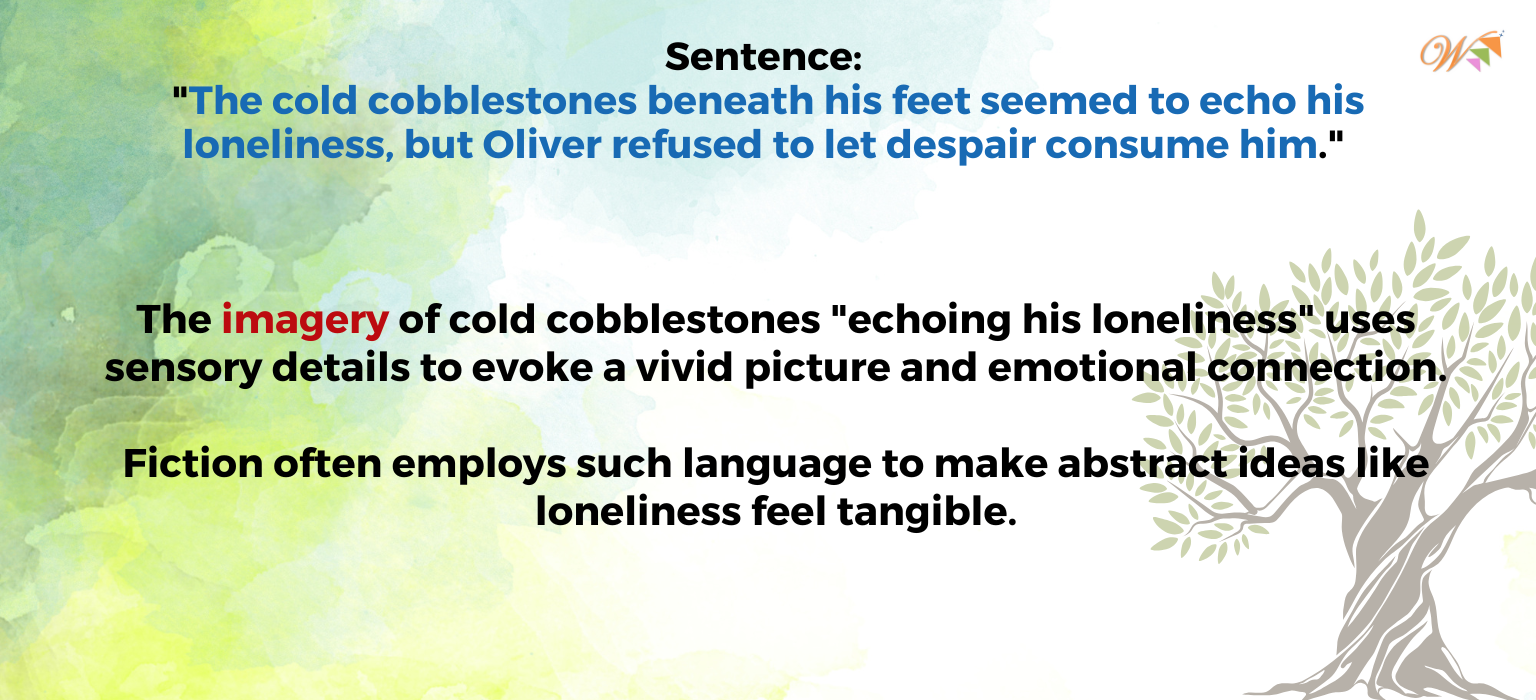 Sentence:
"The cold cobblestones beneath his feet seemed to echo his
loneliness, but Oliver refused to let despair consume him."
The imagery of cold cobblestones "echoing his loneliness" uses
sensory details to evoke a vivid picture and emotional connection.
Fiction often employs such language to make abstract ideas like
loneliness feel tangible.
W